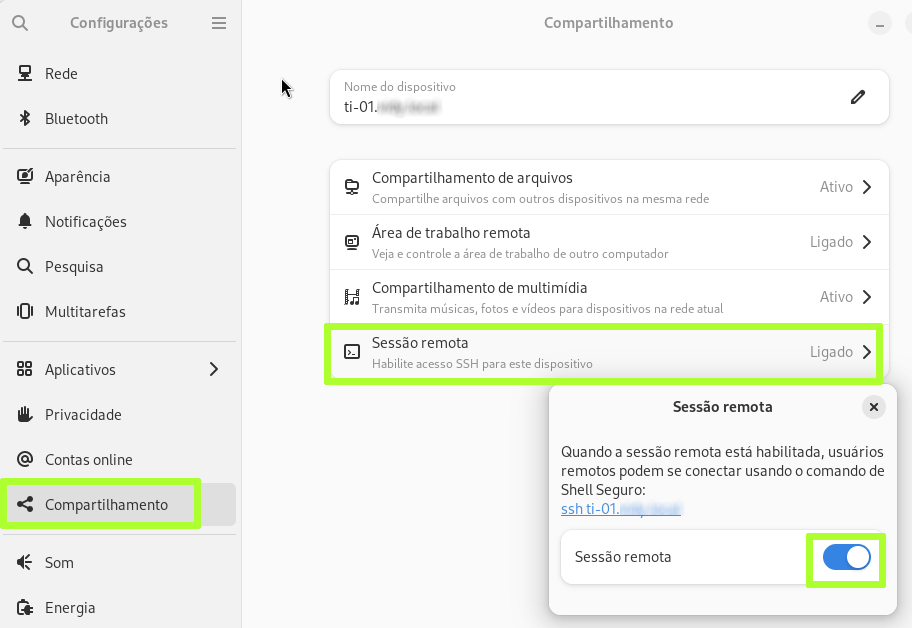 Configurações
Rede
Bluetooth
Aparência
Notificações
Pesquisa
Multitarefas
Aplicativos
Privacidade
Contas online
Compartilhamento
Som
Energia
Compartilhamento
Nome do dispositivo
ti-01.
Compartilhamento de arquivos
Compartilhe arquivos com outros dispositivos na mesma rede
Ativo
Área de trabalho remota
Veja e controle a área de trabalho de outro computador
Ligado
Compartilhamento de multimídia
Transmita músicas, fotos e vídeos para dispositivos na rede atual
Ativo
Sessão remota
Habilite acesso SSH para este dispositivo
Ligado
Sessão remota
Quando a sessão remota está habilitada, usuários
remotos podem se conectar usando o comando de
Shell Seguro:
ssh ti-01.
Sessão remota